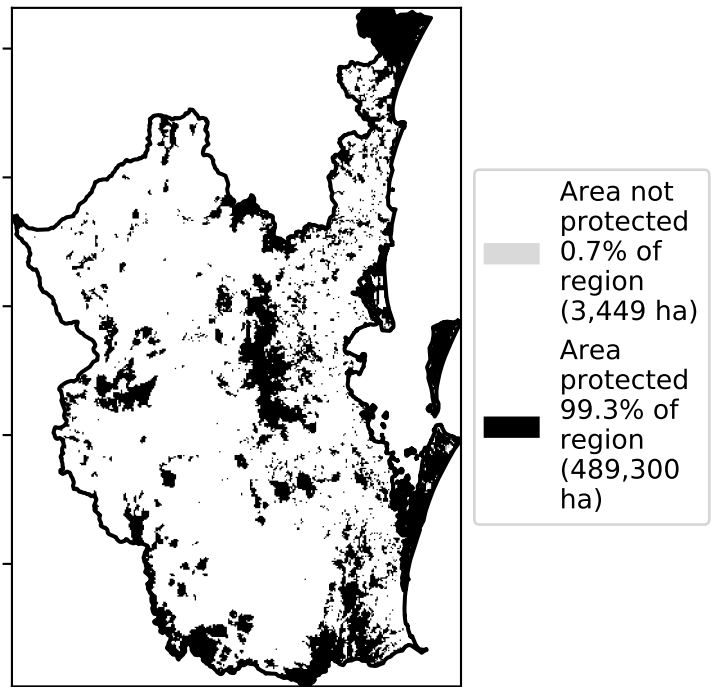 Area not
protected
0.7% of
region
(3,449 ha)
Area
protected
99.3% of
region
(489,300
ha)